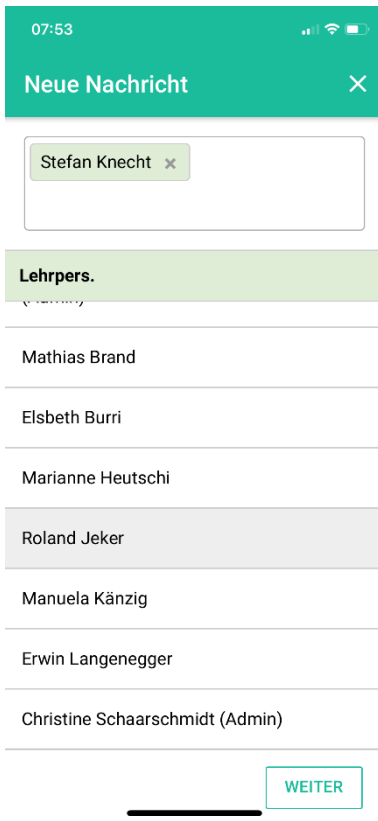 07:53
Neue Nachricht
Stefan Knecht ×
Lehrpers.
(Admin)
Mathias Brand
Elsbeth Burri
Marianne Heutschi
Roland Jeker
Manuela Känzig
Erwin Langenegger
Christine Schaarschmidt (Admin)
WEITER